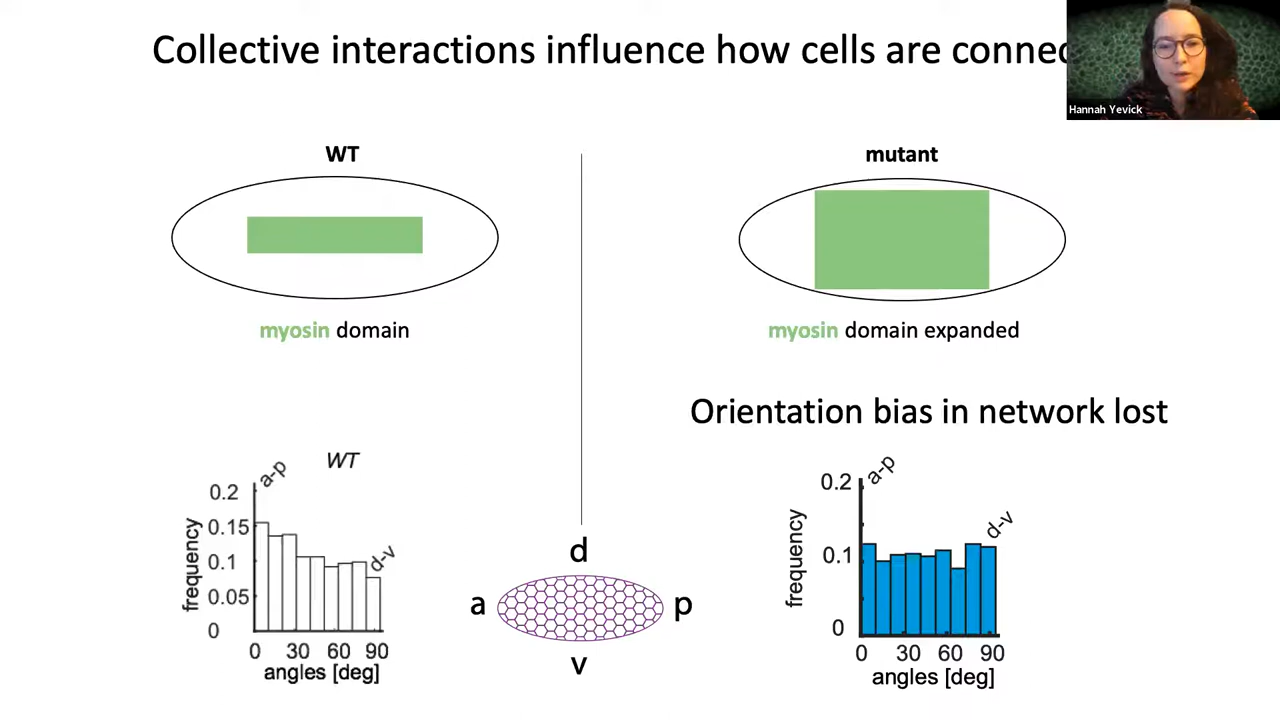 Collective interactions influence how cells are connec
Hannah Yevick
WT
myosin domain
mutant
myosin domain expanded
Orientation bias in network lost
WT
a-p
d-v
frequency
0.2
0.15
0.1
0.05
0
0 30 60 90
angles [deg]
d
a
p
v
a-p
d-v
frequency
0.2
0.1
0
0 30 60 90
angles [deg]